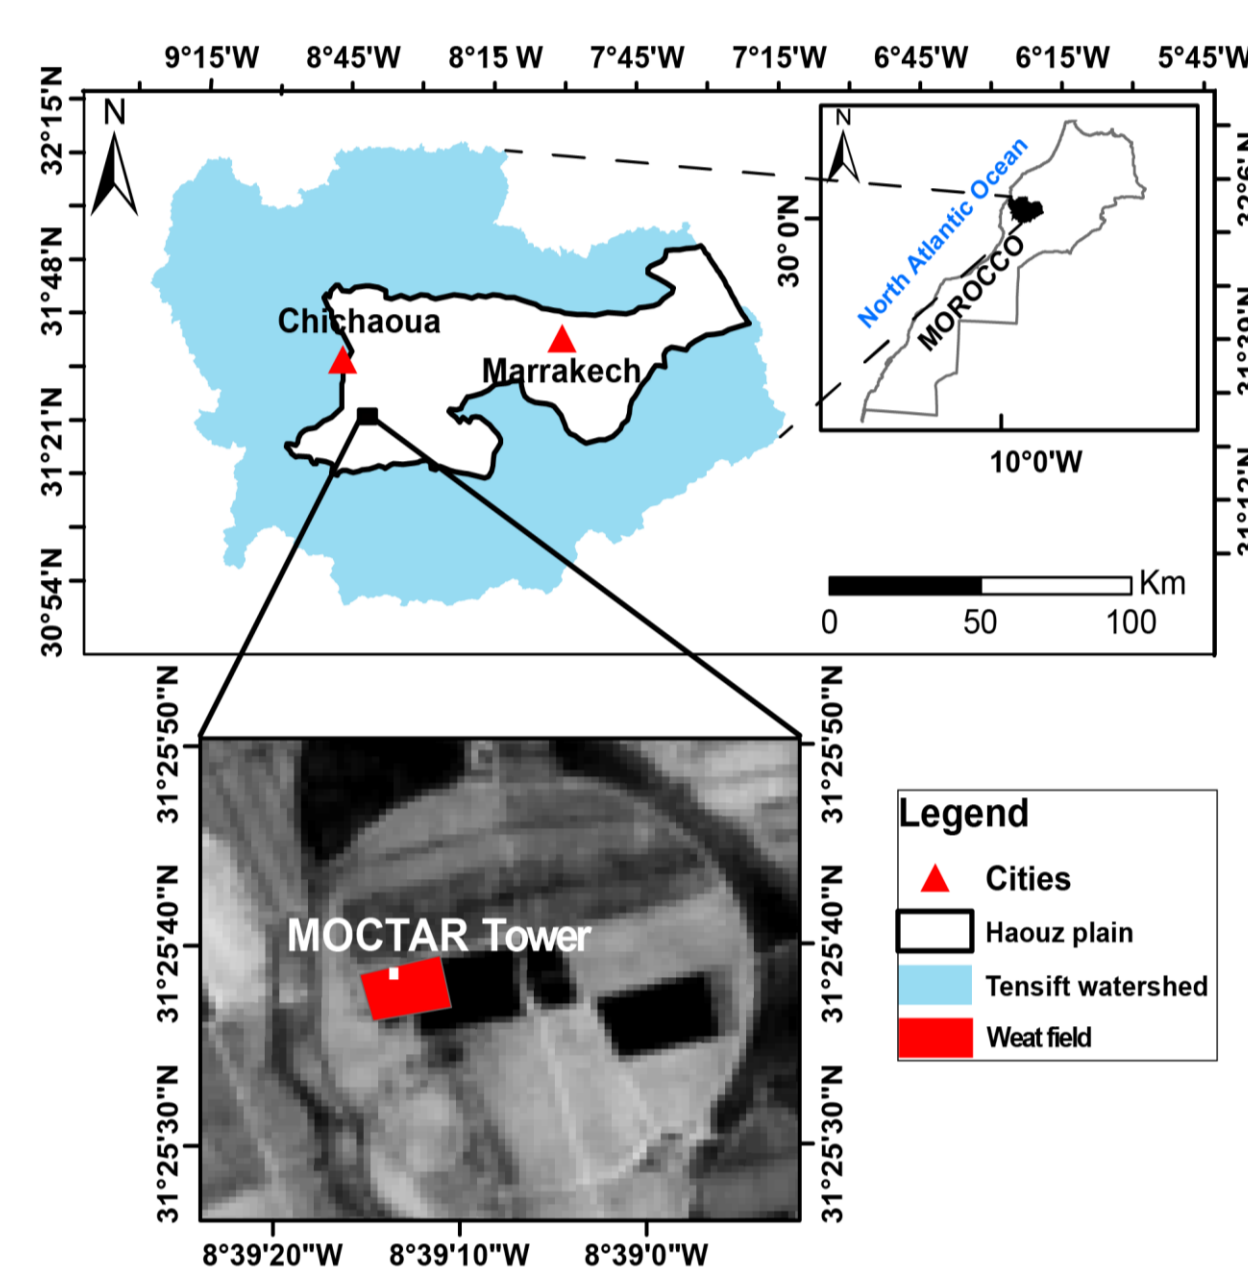 9°15'W 8°45'W 8°15'W 7°45'W 7°15'W 6°45'W 6°15'W 5°45'W
32°15'N
31°48'N
31°21'N
30°54'N
N
Chichaoua
Marrakech
N
North Atlantic Ocean
MOROCCO
30° 0'N
10°0'W
Km
0 50 100
31°25'50"N
31°25'40"N
31°25'30"N
MOCTAR Tower
31°25'50"N
31°25'40"N
31°25'30"N
8°39'20"W 8°39'10"W 8°39'0"W
Legend
Cities
Haouz plain
Tensift watershed
Weat field